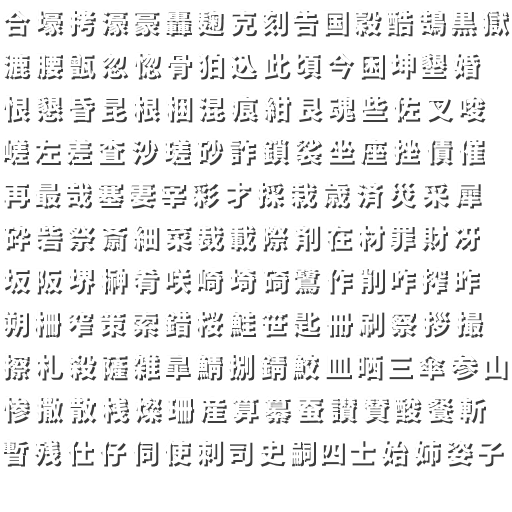 合壕拷濠豪轟麹克刻告国穀酷鵠黒獄
漉腰甑忽惚骨狛込此頃今困坤墾婚
恨懇昏昆根梱混痕紺艮魂些佐叉唆
嵯左差査沙瑳砂詐鎖裟坐座挫債催
再最哉塞妻宰彩才採栽歳済災采犀
砕砦祭斎細菜裁載際剤在材罪財冴
坂阪堺榊肴咲崎埼碕鷺作削咋搾昨
朔柵窄策索錯桜鮭笹匙冊刷察拶撮
擦札殺薩雑皐鯖捌錆鮫皿晒三傘参山
惨撒散桟燦珊産算纂蚕讃賛酸餐斬
暫残仕仔伺使刺司史嗣四士始姉姿子